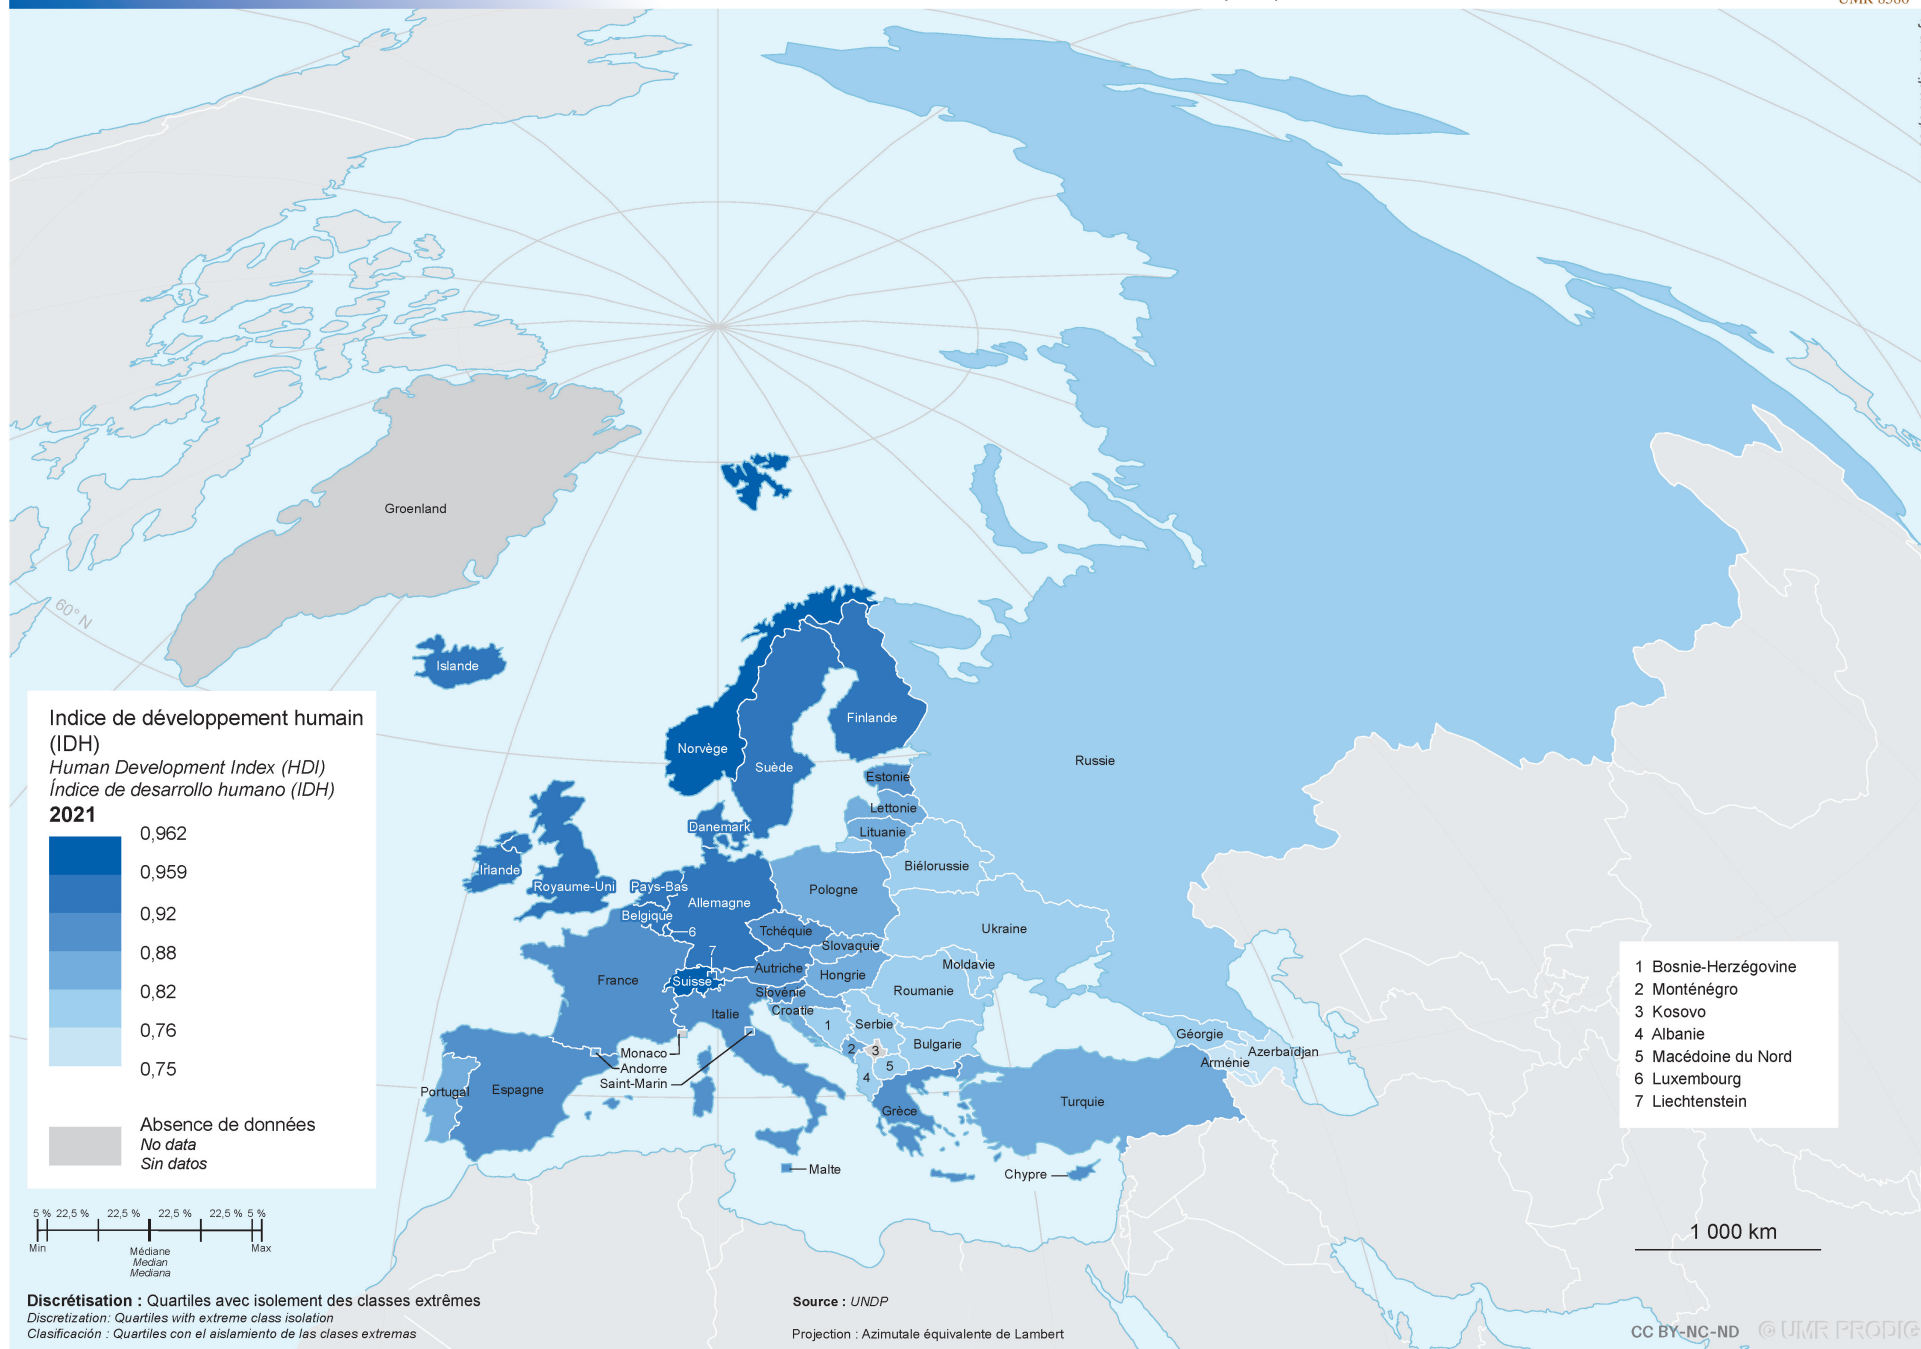 UMR 8586
Groenland
60° N
Islande
Norvège
Suède
Finlande
Russie
Estonie
Lettonie
Lituanie
Danemark
Irlande
Royaume-Uni
Pays-Bas
Allemagne
Belgique
6
7
Pologne
Biélorussie
Ukraine
Tchéquie
Slovaquie
France
Suisse
Autriche
Hongrie
Moldavie
Slovénie
Roumanie
Croatie
Italie
1
Serbie
Bulgarie
2
3
5
4
Géorgie
Azerbaïdjan
Arménie
Monaco
Andorre
Saint-Marin
Portugal
Espagne
Grèce
Turquie
Malte
Chypre
Indice de développement humain
(IDH)
Human Development Index (HDI)
Índice de desarrollo humano (IDH)
2021
0,962
0,959
0,92
0,88
0,82
0,76
0,75
Absence de données
No data
Sin datos
5 % 22,5 % 22,5 % 22,5 % 22,5 % 5 %
Min
Médiane
Median
Mediana
Max
1 Bosnie-Herzégovine
2 Monténégro
3 Kosovo
4 Albanie
5 Macédoine du Nord
6 Luxembourg
7 Liechtenstein
1 000 km
Discrétisation : Quartiles avec isolement des classes extrêmes
Discretization: Quartiles with extreme class isolation
Clasificación : Quartiles con el aislamiento de las clases extremas
Source : UNDP
Projection : Azimutale équivalente de Lambert
CC BY-NC-ND © UMR PRODIG